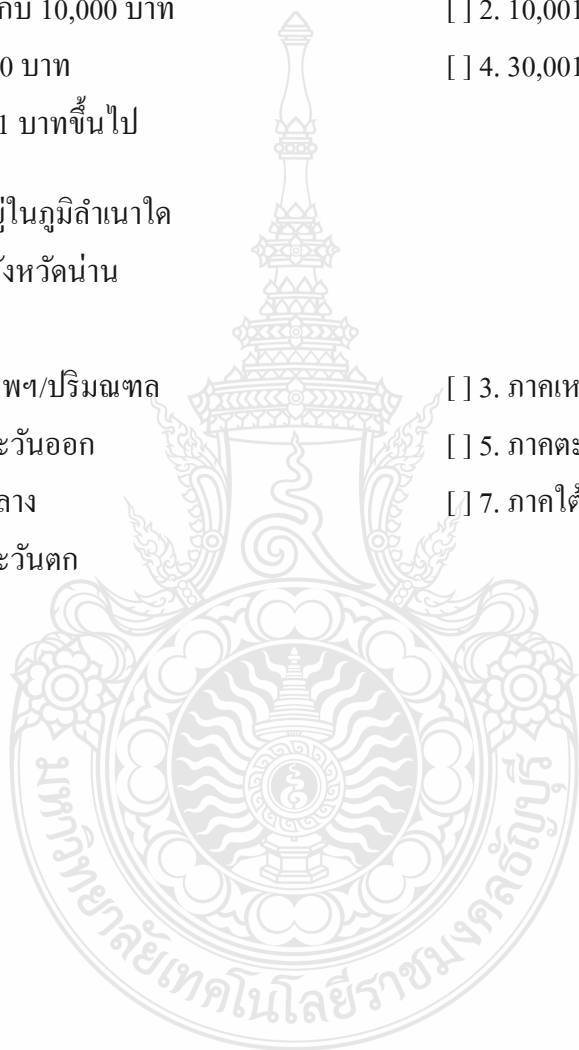 กับ 10,000 บาท [ ] 2. 10,001
0 บาท [ ] 4. 30,001
1 บาทขึ้นไป
ยู่ในภูมิลำเนาใด
ังหวัดน่าน
พฯ/ปริมณฑล [ ] 3. ภาคเห
ะวันออก [ ] 5. ภาคตะ
ลาง [ ] 7. ภาคใต้
ะวันตก
มหาวิทยาลัยเทคโนโลยีราชมงคลธัญบุรี